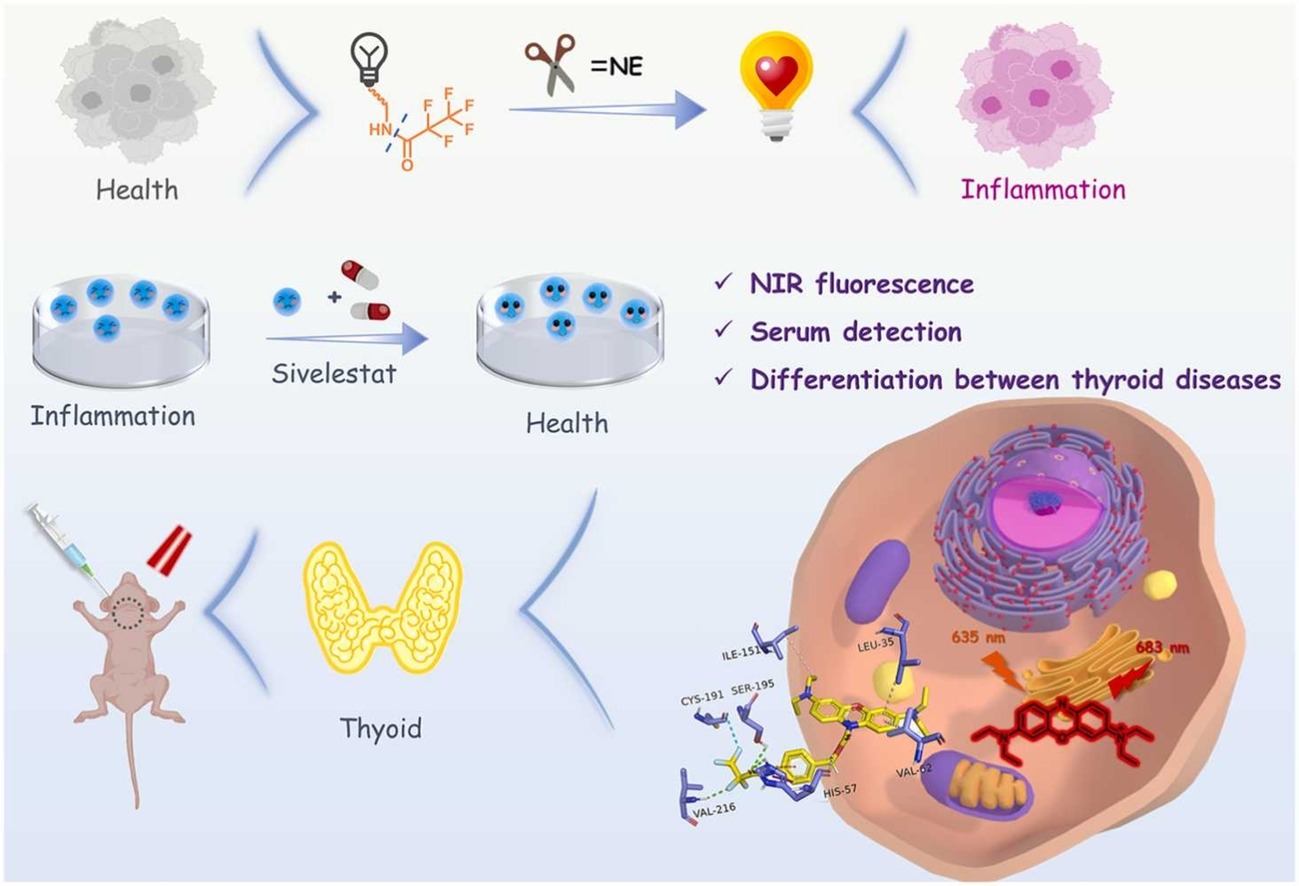 =NE
F
F
F
HN
F
F
O
Health
Inflammation
✓ NIR fluorescence
✓ Serum detection
+
Sivelestat
✓ Differentiation between thyroid diseases
Inflammation
Health
635 nm
683 nm
ILE-151
LEU-35
CYS-191
SER-195
N
O
N
N
Thyoid
VAL-62
HIS-57
VAL-216